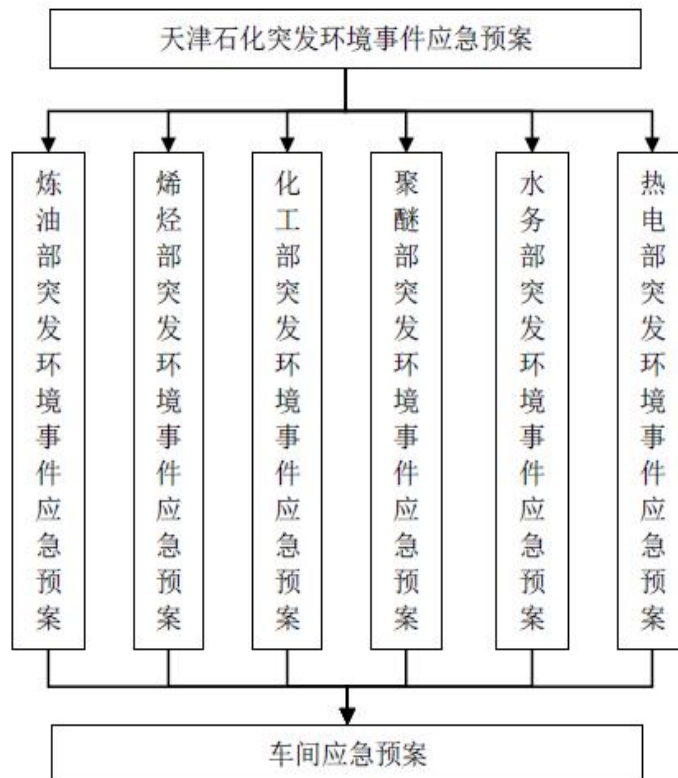 天津石化突发环境事件应急预案
炼油部突发环境事件应急预案
烯烃部突发环境事件应急预案
化工部突发环境事件应急预案
聚醚部突发环境事件应急预案
水务部突发环境事件应急预案
热电部突发环境事件应急预案
车间应急预案